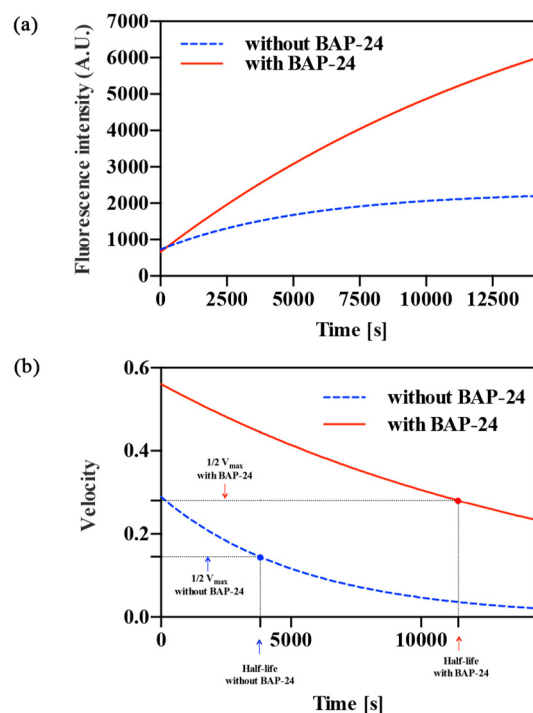 (a)
7000
6000
5000
4000
3000
2000
1000
0
Fluorescence intensity (A.U.)
without BAP-24
with BAP-24
0 2500 5000 7500 10000 12500
Time [s]
(b)
0.6
0.4
0.2
0.0
Velocity
without BAP-24
with BAP-24
1/2 Vmax
with BAP-24
1/2 Vmax
without BAP-24
0 5000 10000
Half-life
without BAP-24
Half-life
with BAP-24
Time [s]